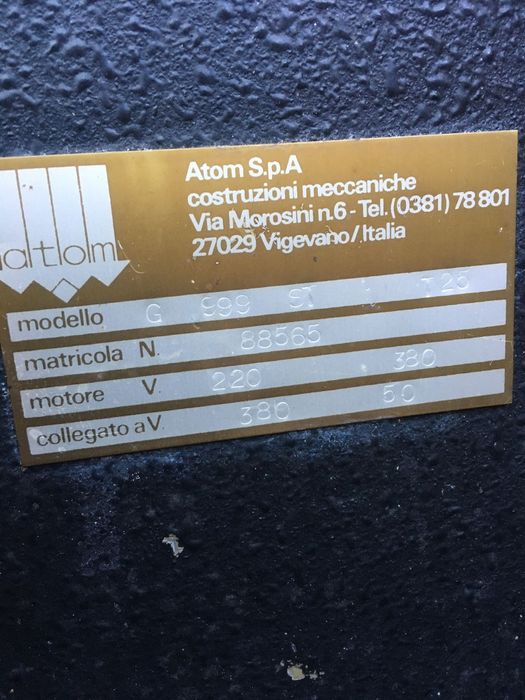 atom
Atom S.p.A
costruzioni meccaniche
Via Morosini n.6-Tel.(0381) 78 801
27029 Vigevano/Italia
modello G 999 SI T 25
matricola N. 88565
motore V 220 380
collegato a V. 380 50